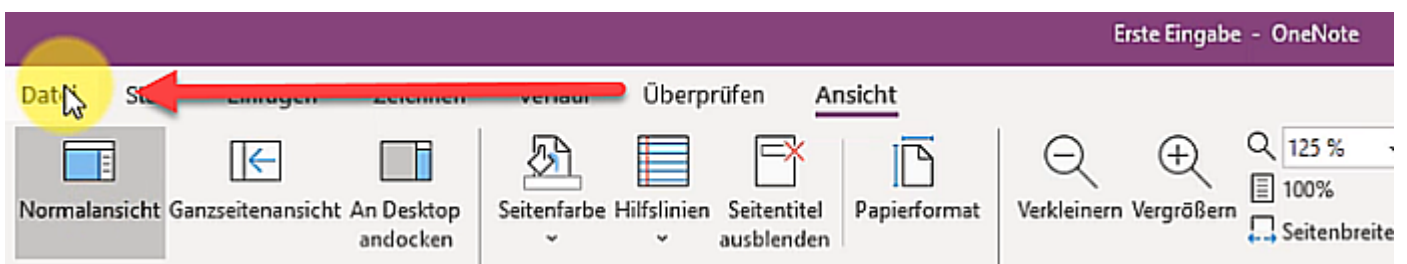 Erste Eingabe - OneNote
Überprüfen Ansicht
Normalansicht Ganzseitenansicht An Desktop andocken Seitenfarbe Hilfslinien Seitentitel ausblenden Papierformat Verkleinern Vergrößern
125 %
100%
Seitenbreite